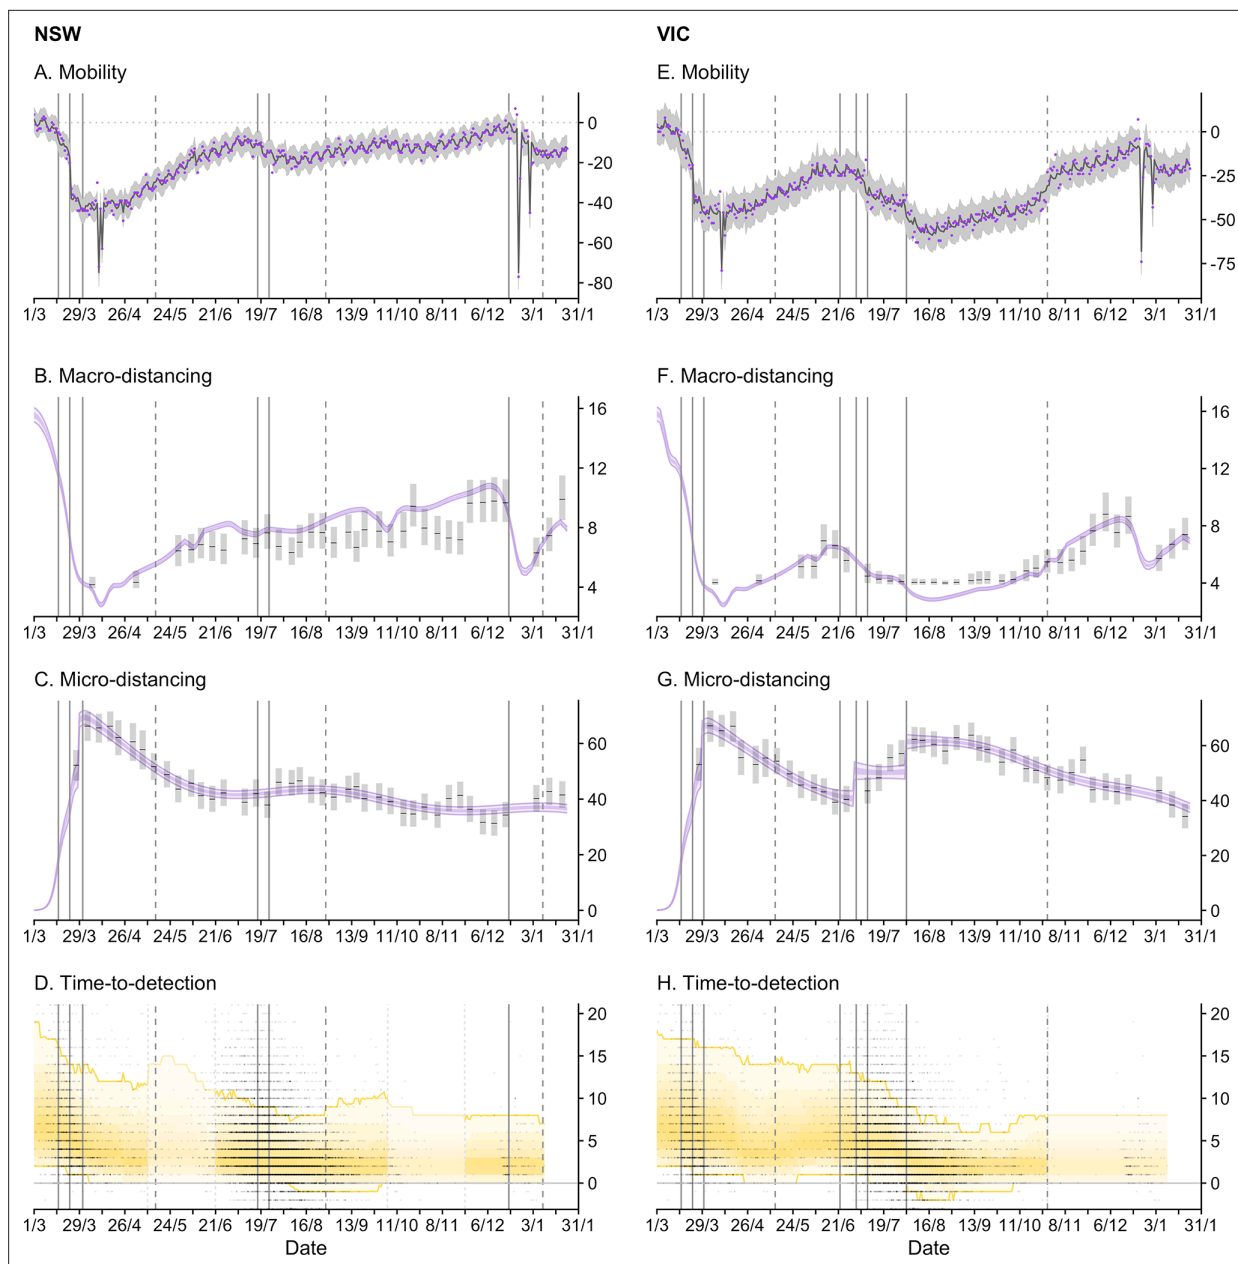 NSW
A. Mobility
0
-20
-40
-60
-80
1/3 29/3 26/4 24/5 21/6 19/7 16/8 13/9 11/10 8/11 6/12 3/1 31/1
B. Macro-distancing
16
12
8
4
1/3 29/3 26/4 24/5 21/6 19/7 16/8 13/9 11/10 8/11 6/12 3/1 31/1
C. Micro-distancing
60
40
20
0
1/3 29/3 26/4 24/5 21/6 19/7 16/8 13/9 11/10 8/11 6/12 3/1 31/1
D. Time-to-detection
20
15
10
5
0
1/3 29/3 26/4 24/5 21/6 19/7 16/8 13/9 11/10 8/11 6/12 3/1 31/1
Date
VIC
E. Mobility
0
-25
-50
-75
1/3 29/3 26/4 24/5 21/6 19/7 16/8 13/9 11/10 8/11 6/12 3/1 31/1
F. Macro-distancing
16
12
8
4
1/3 29/3 26/4 24/5 21/6 19/7 16/8 13/9 11/10 8/11 6/12 3/1 31/1
G. Micro-distancing
60
40
20
0
1/3 29/3 26/4 24/5 21/6 19/7 16/8 13/9 11/10 8/11 6/12 3/1 31/1
H. Time-to-detection
20
15
10
5
0
1/3 29/3 26/4 24/5 21/6 19/7 16/8 13/9 11/10 8/11 6/12 3/1 31/1
Date